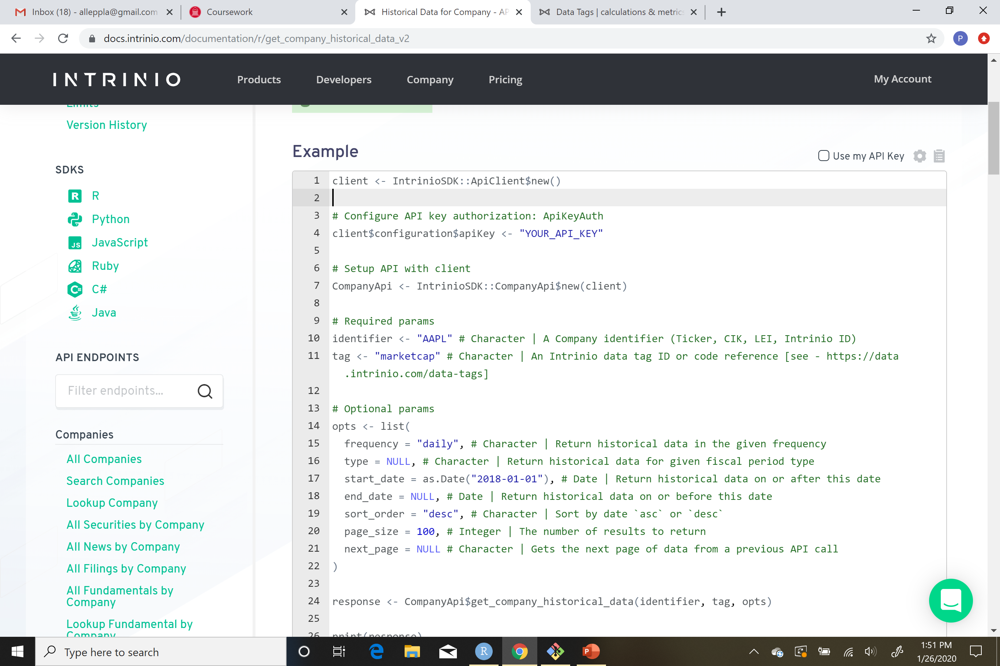 Inbox (18) - alleppla@gmail.com
Coursework
Historical Data for Company - AP
Data Tags | calculations & metrics
docs.intrinio.com/documentation/r/get_company_historical_data_v2
P
INTRINIO
Products
Developers
Company
Pricing
My Account
Limits
Version History
SDKS
R R
Python
JS JavaScript
Ruby
C# C#
Java
API ENDPOINTS
Filter endpoints...
Companies
All Companies
Search Companies
Lookup Company
All Securities by Company
All News by Company
All Filings by Company
All Fundamentals by
Company
Lookup Fundamental by
Company
Example
Use my API Key
1 client <- IntrinioSDK::ApiClient$new()
2
3 # Configure API key authorization: ApiKeyAuth
4 client$configuration$apiKey <- "YOUR_API_KEY"
5
6 # Setup API with client
7 CompanyApi <- IntrinioSDK::CompanyApi$new(client)
8
9 # Required params
10 identifier <- "AAPL" # Character | A Company identifier (Ticker, CIK, LEI, Intrinio ID)
11 tag <- "marketcap" # Character | An Intrinio data tag ID or code reference [see - https://data
.intrinio.com/data-tags]
12
13 # Optional params
14 opts <- list(
15 frequency = "daily", # Character | Return historical data in the given frequency
16 type = NULL, # Character | Return historical data for given fiscal period type
17 start_date = as.Date("2018-01-01"), # Date | Return historical data on or after this date
18 end_date = NULL, # Date | Return historical data on or before this date
19 sort_order = "desc", # Character | Sort by date `asc` or `desc`
20 page_size = 100, # Integer | The number of results to return
21 next_page = NULL # Character | Gets the next page of data from a previous API call
22 )
23
24 response <- CompanyApi$get_company_historical_data(identifier, tag, opts)
25
26 print(response)
Type here to search
R
P
1:51 PM
1/26/2020